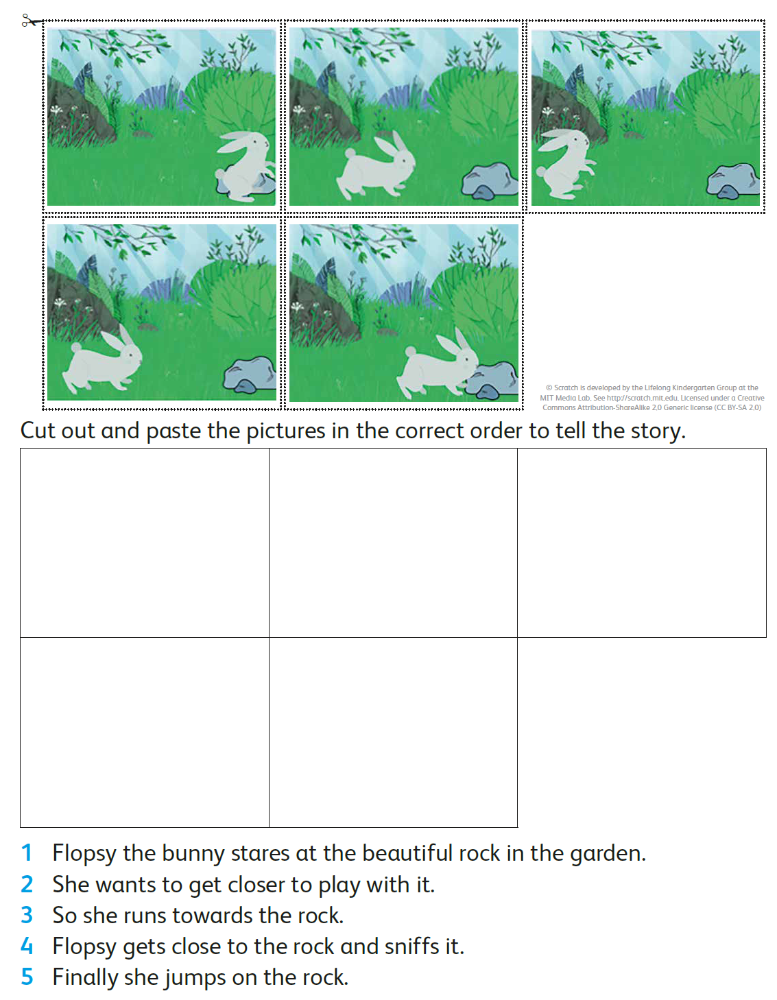 © Scratch is developed by the Lifelong Kindergarten Group at the
MIT Media Lab. See http://scratch.mit.edu. Licensed under a Creative
Commons Attribution-ShareAlike 2.0 Generic license (CC BY-SA 2.0)
Cut out and paste the pictures in the correct order to tell the story.
1 Flopsy the bunny stares at the beautiful rock in the garden.
2 She wants to get closer to play with it.
3 So she runs towards the rock.
4 Flopsy gets close to the rock and sniffs it.
5 Finally she jumps on the rock.